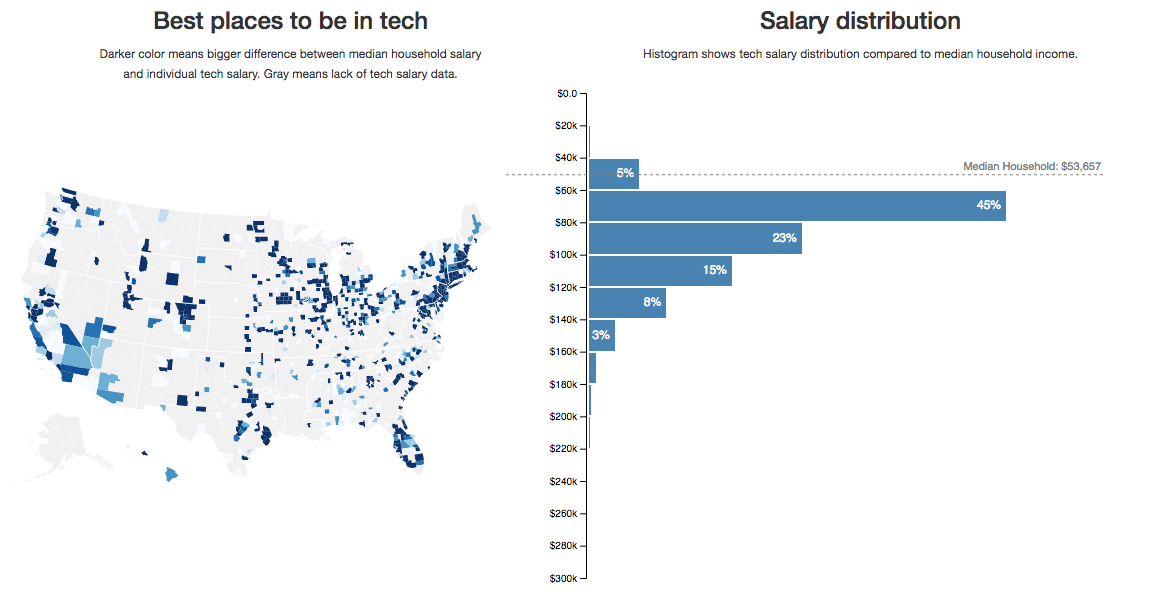 Best places to be in tech
Darker color means bigger difference between median household salary
and individual tech salary. Gray means lack of tech salary data.
Salary distribution
Histogram shows tech salary distribution compared to median household income.
$0.0
$20k
$40k
Median Household: $53,657
5%
$60k
45%
$80k
23%
$100k
15%
$120k
8%
$140k
3%
$160k
$180k
$200k
$220k
$240k
$260k
$280k
$300k